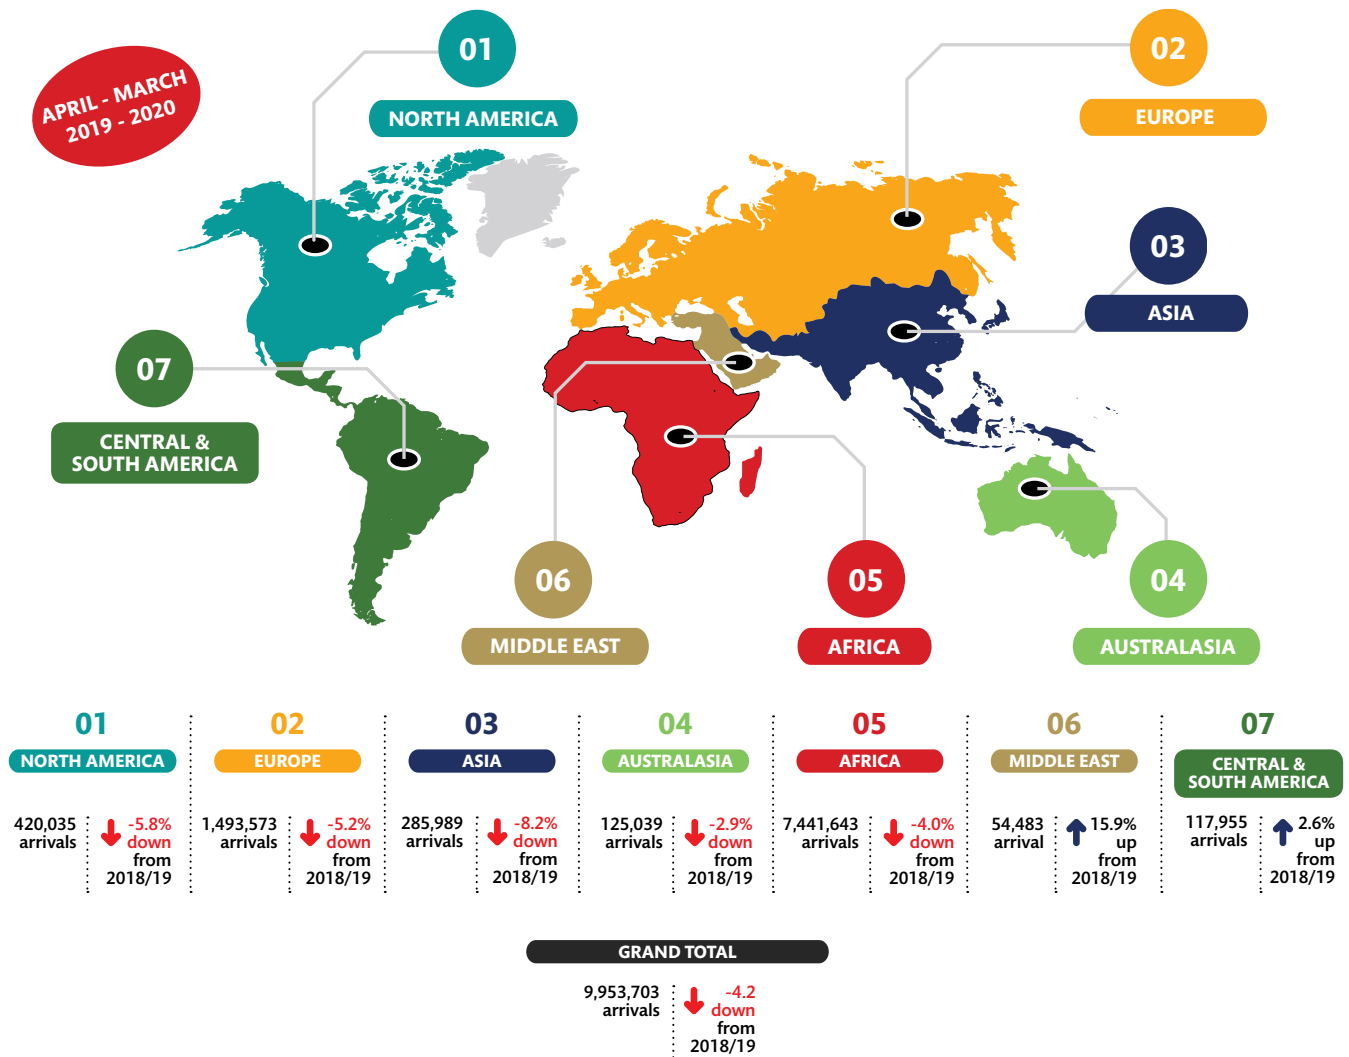 APRIL - MARCH
2019 - 2020
01
NORTH AMERICA
02
EUROPE
03
ASIA
07
CENTRAL &
SOUTH AMERICA
06
MIDDLE EAST
05
AFRICA
04
AUSTRALASIA
01
NORTH AMERICA
420,035
arrivals
-5.8%
down
from
2018/19
02
EUROPE
1,493,573
arrivals
-5.2%
down
from
2018/19
03
ASIA
285,989
arrivals
-8.2%
down
from
2018/19
04
AUSTRALASIA
125,039
arrivals
-2.9%
down
from
2018/19
05
AFRICA
7,441,643
arrivals
-4.0%
down
from
2018/19
06
MIDDLE EAST
54,483
arrival
15.9%
up
from
2018/19
07
CENTRAL &
SOUTH AMERICA
117,955
arrivals
2.6%
up
from
2018/19
GRAND TOTAL
9,953,703
arrivals
-4.2
down
from
2018/19